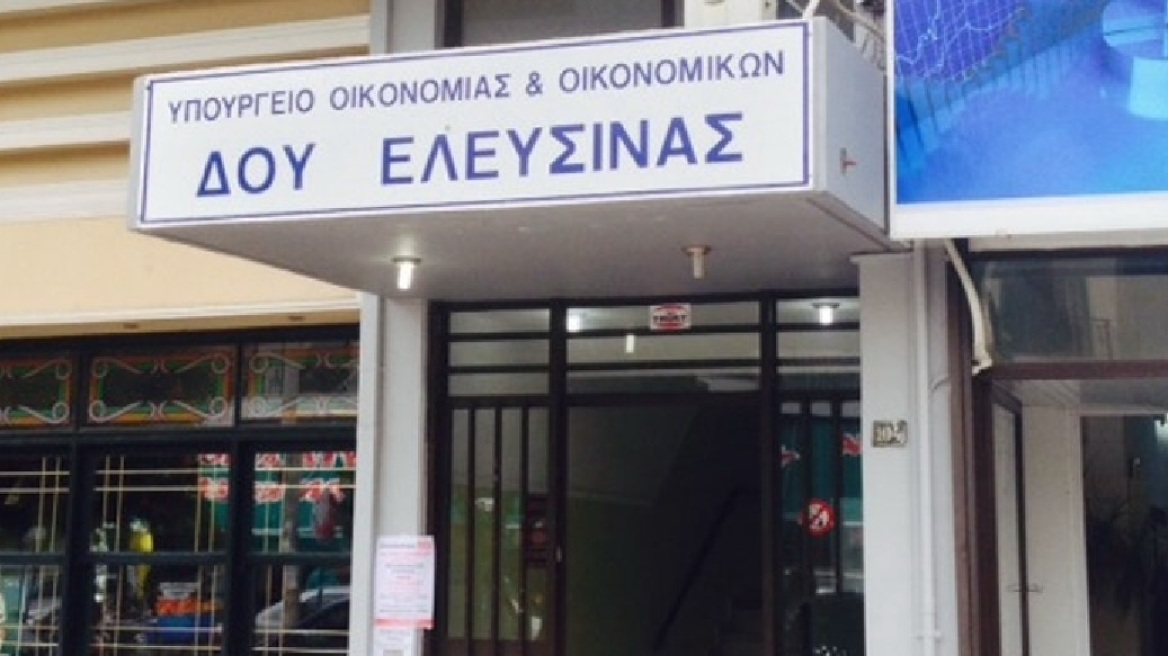 ΥΠΟΥΡΓΕΙΟ ΟΙΚΟΝΟΜΙΑΣ & ΟΙΚΟΝΟΜΙΚΩΝ
ΔΟΥ ΕΛΕΥΣΙΝΑΣ